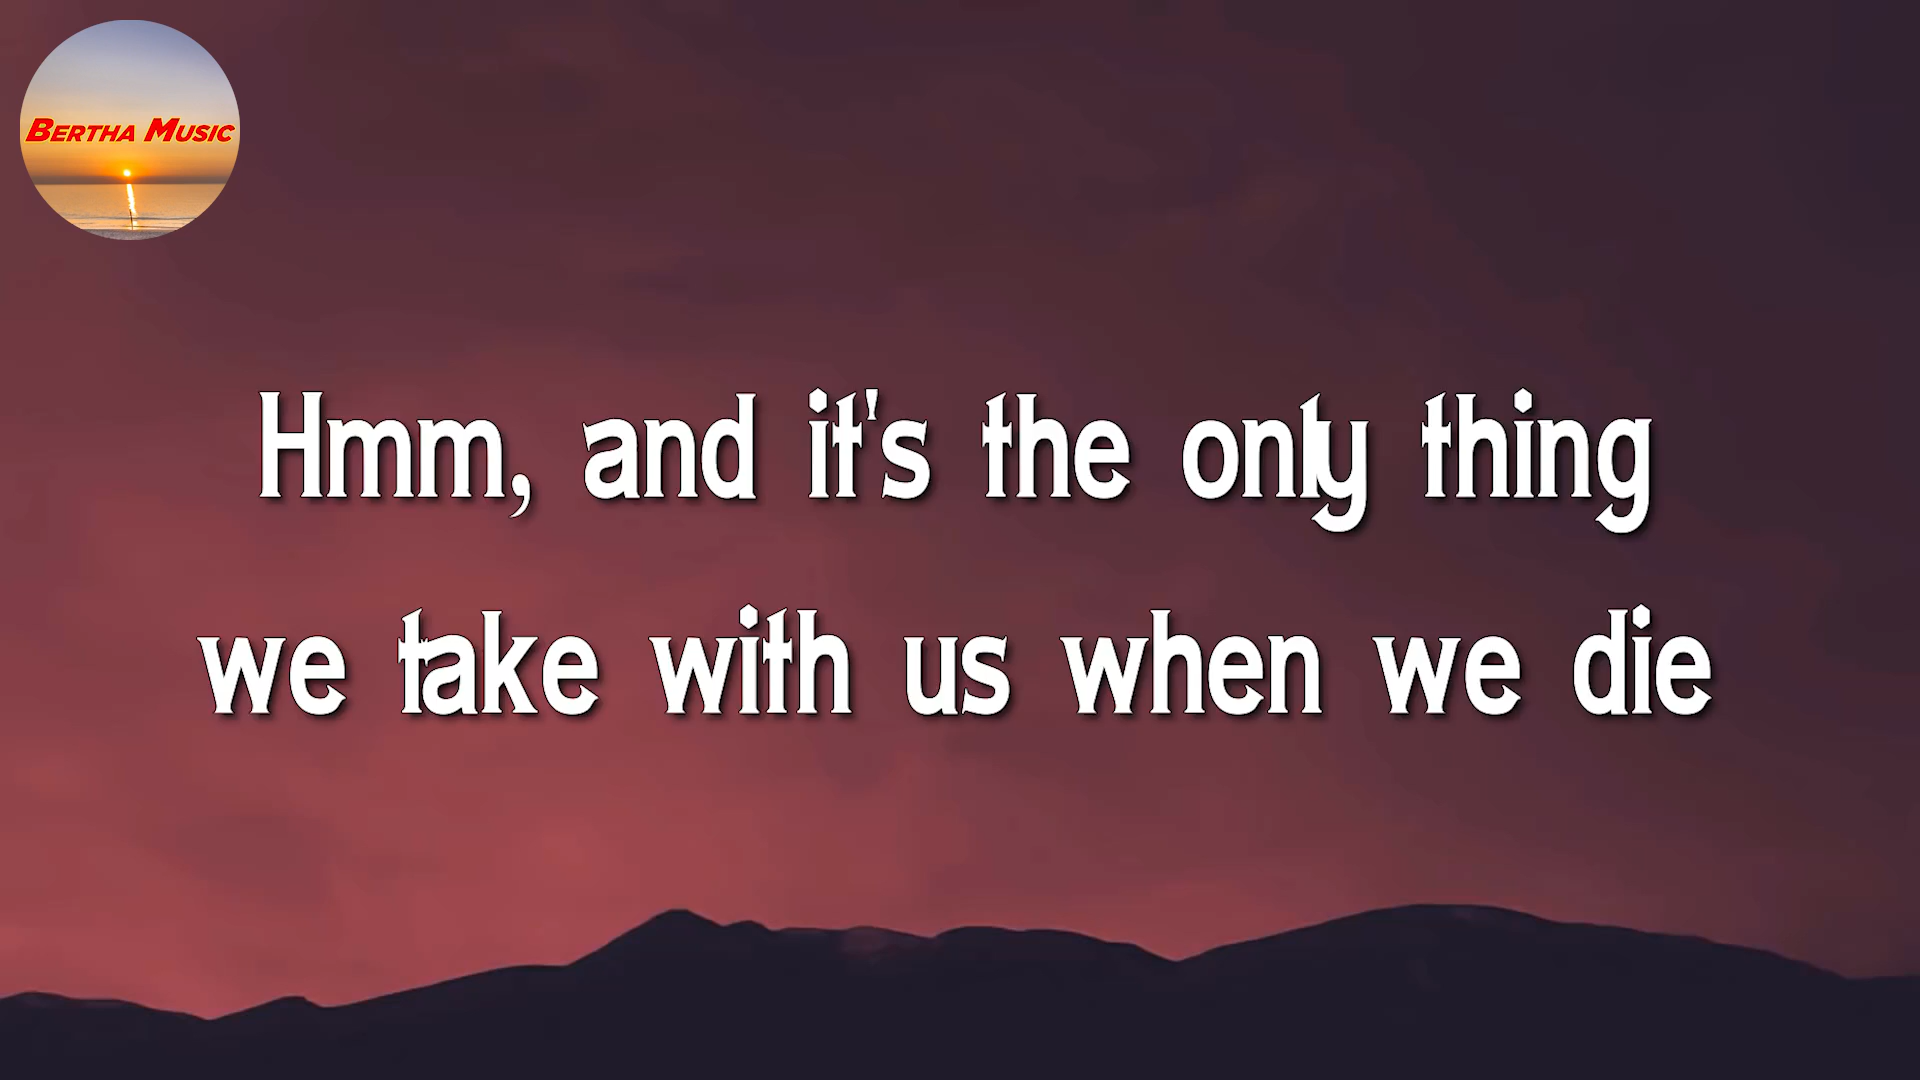 Bertha Music
Hmm, and it's the only thing
we take with us when we die